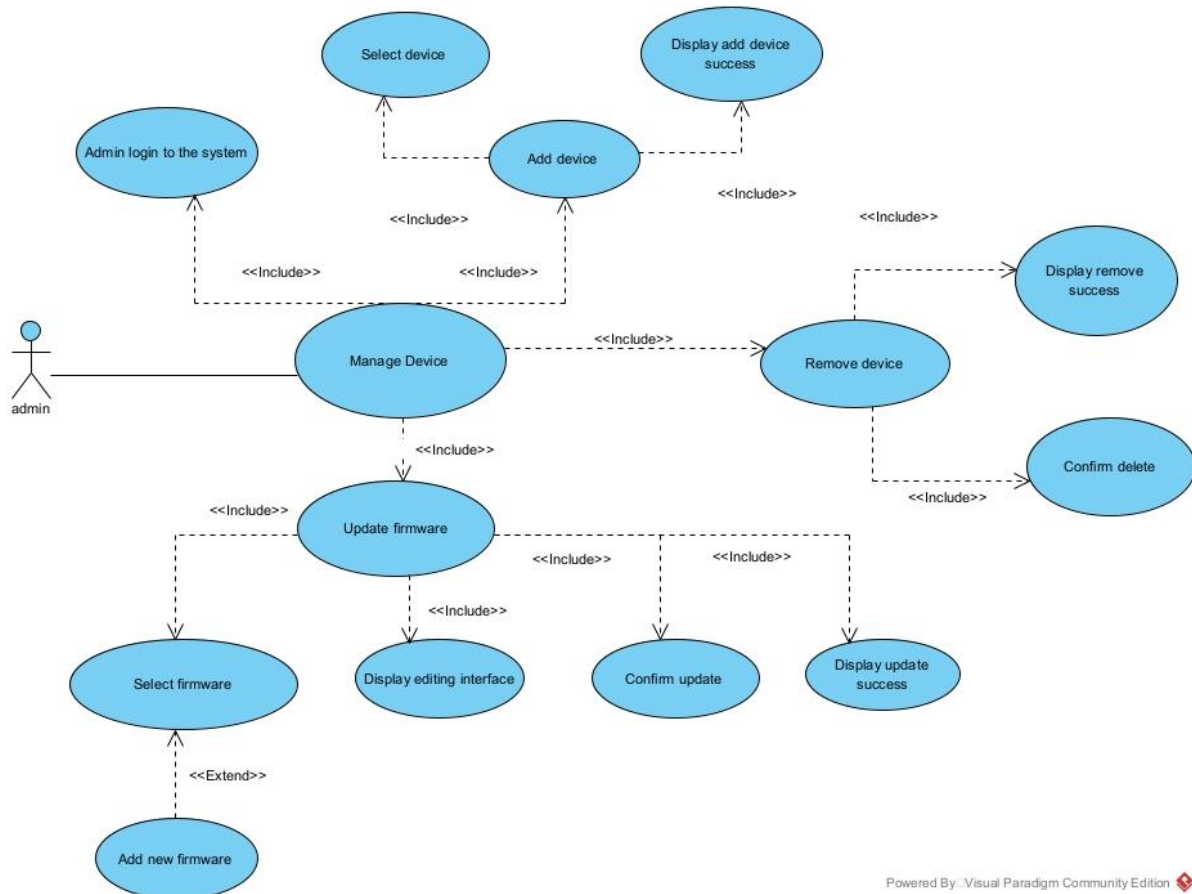 Select device
Display add device
success
Admin login to the system
Add device
<<Include>>
<<Include>>
<<Include>>
<<Include>>
<<Include>>
Display remove
success
Manage Device
<<Include>>
Remove device
admin
<<Include>>
Confirm delete
<<Include>>
<<Include>>
Update firmware
<<Include>>
<<Include>>
<<Include>>
Select firmware
Display editing interface
Confirm update
Display update
success
<<Extend>>
Add new firmware
Powered By Visual Paradigm Community Edition